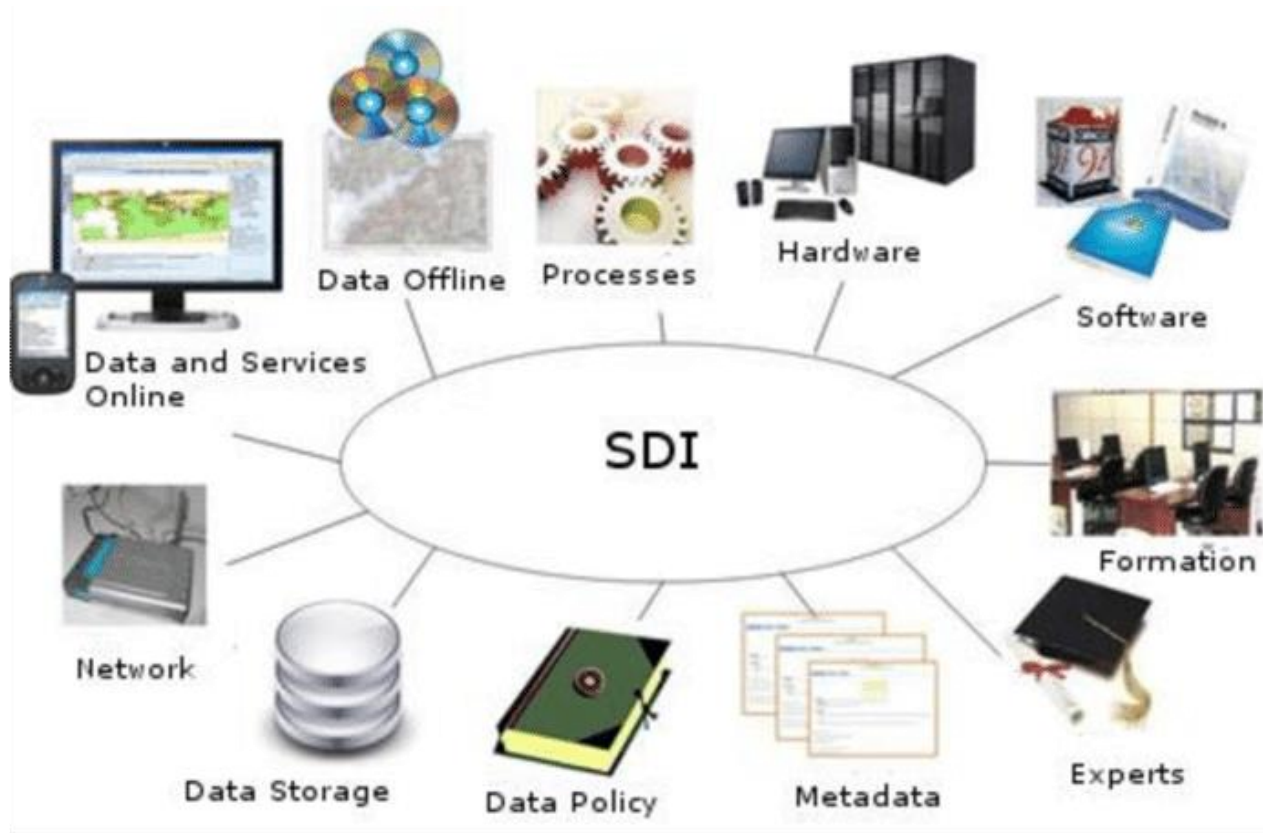 Data Offline
Processes
Hardware
Software
Data and Services
Online
SDI
Formation
Network
Data Storage
Data Policy
Metadata
Experts